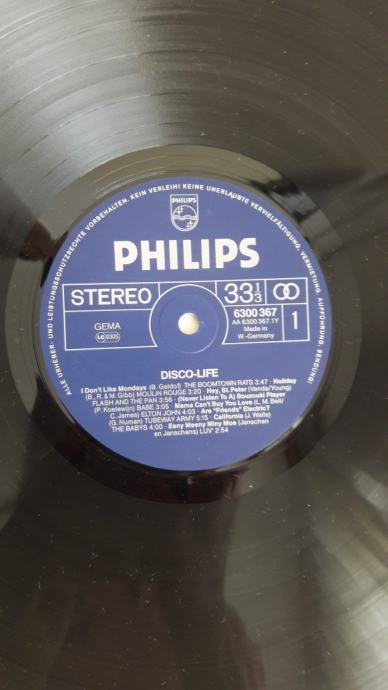 ALLE URHEBER- UND LEISTUNGSSCHUTZRECHTE VORBEHALTEN. KEIN VERLEIH! KEINE UNERLAUBTE VERVIELFÄLTIGUNG, VERMIETUNG, AUFFÜHRUNG, SENDUNG!
PHILIPS
PHILIPS
STEREO
33 1/3
GEMA
LC 0305
6300 367
AA 6300 367.1Y
Made in
W.-Germany
1
DISCO-LIFE
I Don't Like Mondays (B. Geldof) THE BOOMTOWN RATS 3:47 · Holiday
(B., R. & M. Gibb) MOULIN ROUGE 3:20 · Hey, St. Peter (Vanda/Young)
FLASH AND THE PAN 3:56 · (Never Listen To A) Bouzouki Player
(P. Koelewijn) BABE 3:05 · Mama Can't Buy You Love (L. M. Bell/
C. James) ELTON JOHN 4:03 · Are "Friends" Electric?
(G. Numan) TUBEWAY ARMY 5:15 · California (J. Waite)
THE BABYS 4:00 · Eeny Meeny Miny Moe (Janschen
en Janschens) LUV' 2:54